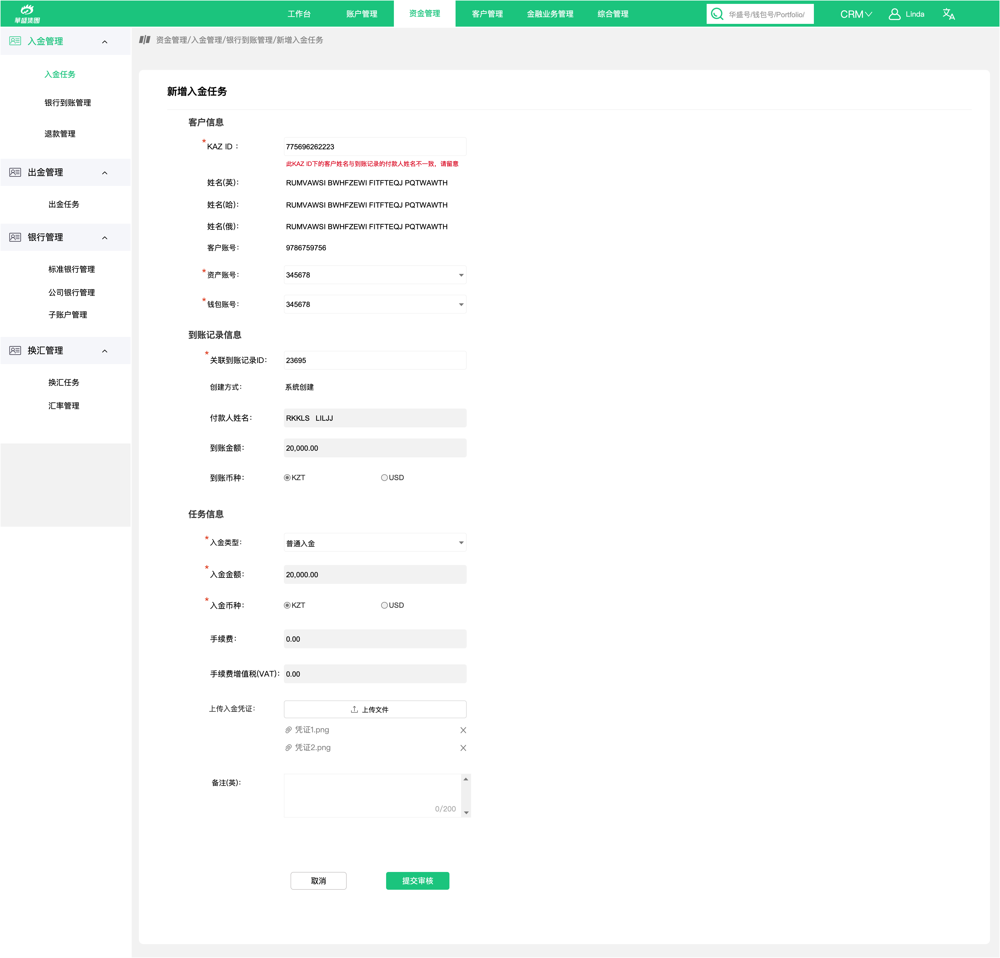 華盛集團
工作台 账户管理 资金管理 客户管理 金融业务管理 综合管理 华盛号/钱包号/Portfolio/ CRM Linda 文A
入金管理
入金任务
银行到账管理
退款管理
出金管理
出金任务
银行管理
标准银行管理
公司银行管理
子账户管理
换汇管理
换汇任务
汇率管理
资金管理/入金管理/银行到账管理/新增入金任务
新增入金任务
客户信息
* KAZ ID : 775696262223
此KAZ ID下的客户姓名与到账记录的付款人姓名不一致，请留意
姓名(英): RUMVAWSI BWHFZEWI FITFTEQJ PQTWAWTH
姓名(哈): RUMVAWSI BWHFZEWI FITFTEQJ PQTWAWTH
姓名(俄): RUMVAWSI BWHFZEWI FITFTEQJ PQTWAWTH
客户账号: 9786759756
* 资产账号: 345678
* 钱包账号: 345678
到账记录信息
* 关联到账记录ID: 23695
创建方式: 系统创建
付款人姓名: RKKLS LILJJ
到账金额: 20,000.00
到账币种: KZT USD
任务信息
* 入金类型: 普通入金
* 入金金额: 20,000.00
* 入金币种: KZT USD
手续费: 0.00
手续费增值税(VAT): 0.00
上传入金凭证: 上传文件
凭证1.png
凭证2.png
备注(英):
0/200
取消 提交审核